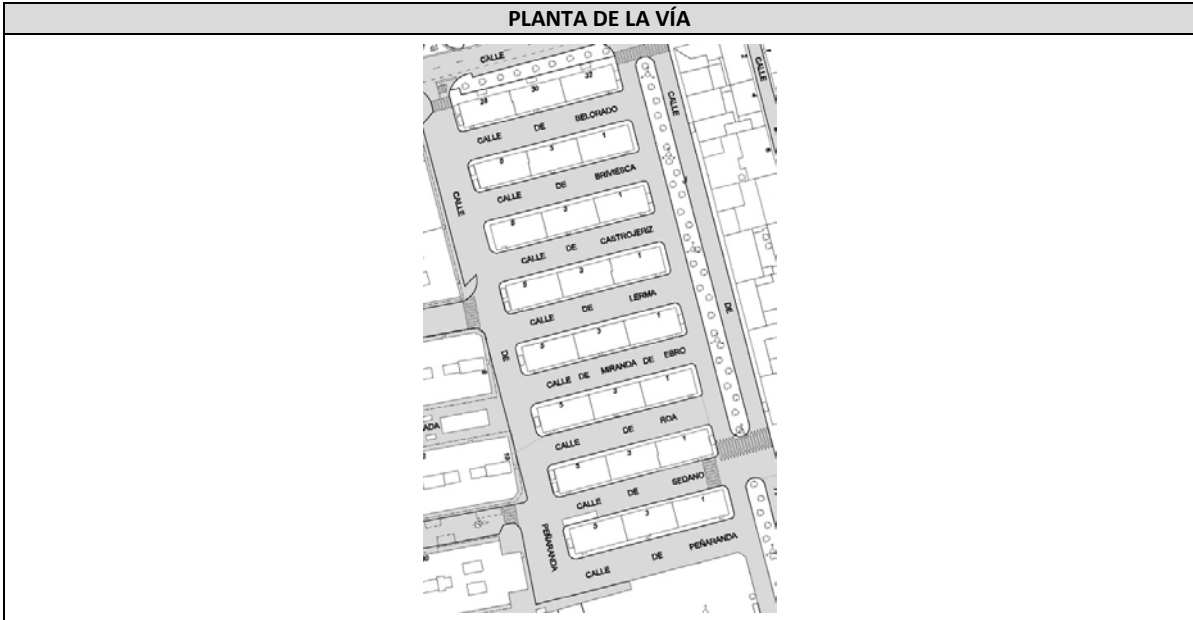 PLANTA DE LA VÍA
CALLE
CALLE
28 30 32
CALLE DE BELORADO
CALLE
5 3 1
CALLE DE BRIVIESCA
CALLE
5 3 1
CALLE DE CASTROJERIZ
5 3 1
CALLE DE LERMA
DE
5 3 1
DE
CALLE DE MIRANDA DE EBRO
5 3 1
ADA
CALLE DE ROA
5 3 1
CALLE DE SEDANO
PEÑARANDA
5 3 1
CALLE DE PEÑARANDA